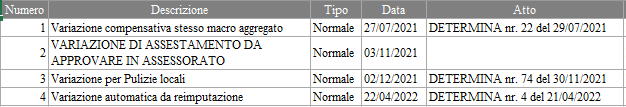 Numero Descrizione Tipo Data Atto
1 Variazione compensativa stesso macro aggregato Normale 27/07/2021 DETERMINA nr. 22 del 29/07/2021
2 VARIAZIONE DI ASSESTAMENTO DA APPROVARE IN ASSESSORATO Normale 03/11/2021
3 Variazione per Pulizie locali Normale 02/12/2021 DETERMINA nr. 74 del 30/11/2021
4 Variazione automatica da reimputazione Normale 22/04/2022 DETERMINA nr. 4 del 21/04/2022